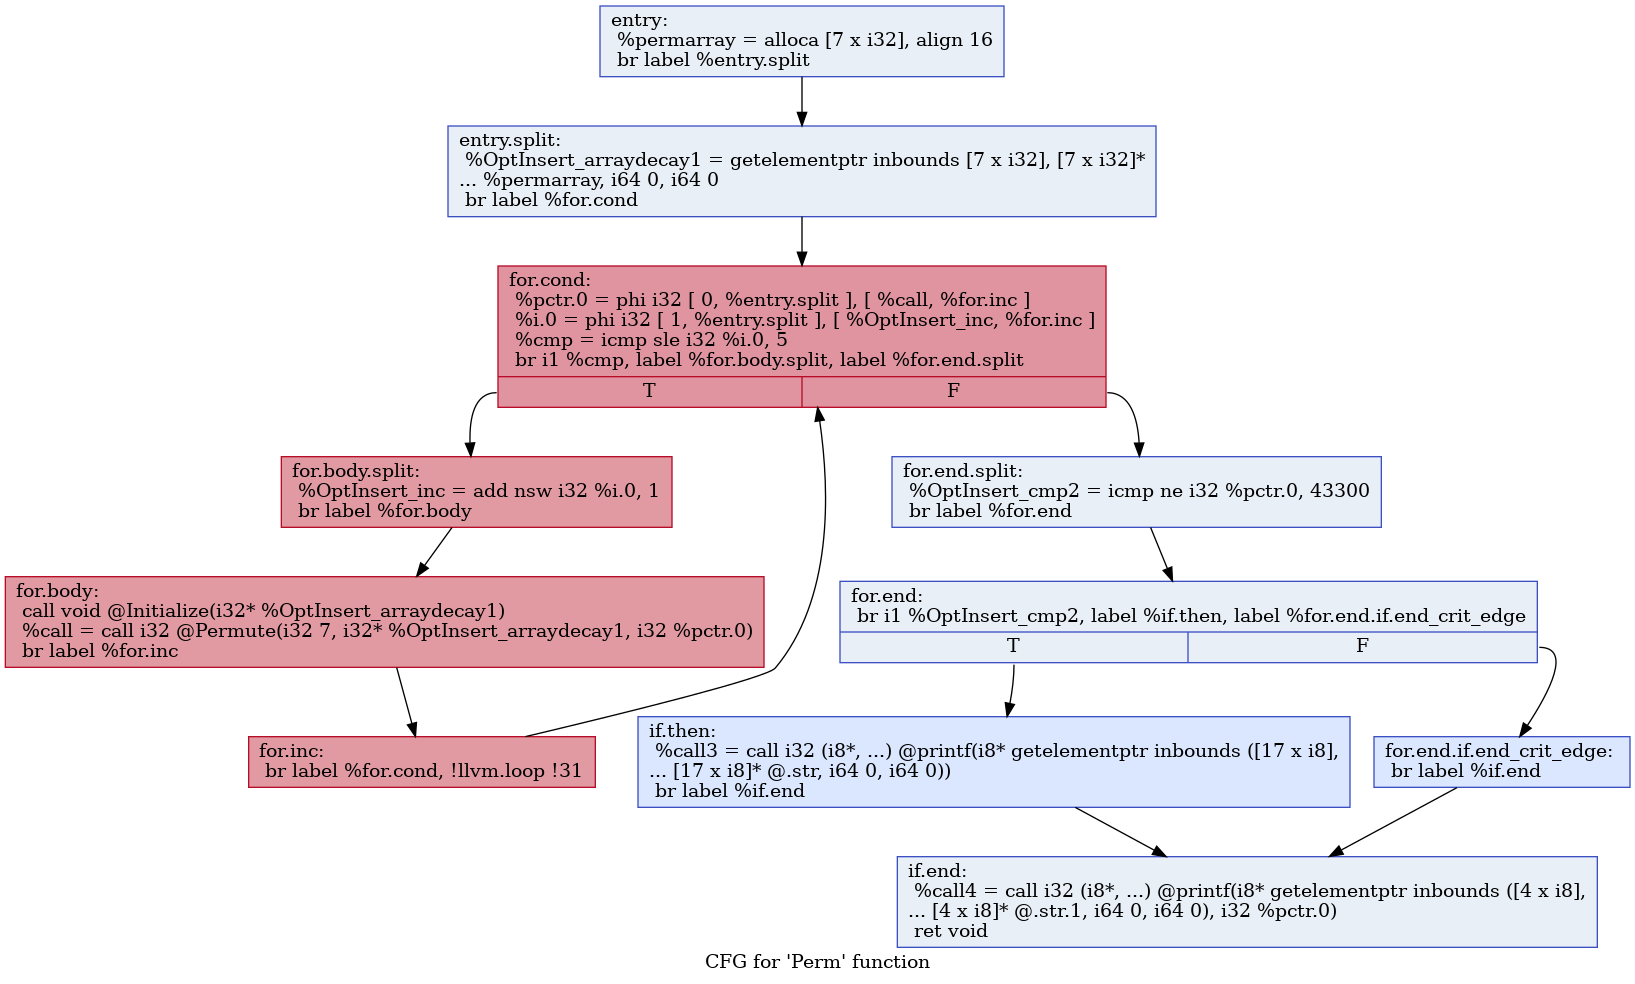 entry:
%permarray = alloca [7 x i32], align 16
br label %entry.split
entry.split:
%OptInsert_arraydecay1 = getelementptr inbounds [7 x i32], [7 x i32]*
... %permarray, i64 0, i64 0
br label %for.cond
for.cond:
%pctr.0 = phi i32 [ 0, %entry.split ], [ %call, %for.inc ]
%i.0 = phi i32 [ 1, %entry.split ], [ %OptInsert_inc, %for.inc ]
%cmp = icmp sle i32 %i.0, 5
br i1 %cmp, label %for.body.split, label %for.end.split
T
F
for.body.split:
%OptInsert_inc = add nsw i32 %i.0, 1
br label %for.body
for.end.split:
%OptInsert_cmp2 = icmp ne i32 %pctr.0, 43300
br label %for.end
for.body:
call void @Initialize(i32* %OptInsert_arraydecay1)
%call = call i32 @Permute(i32 7, i32* %OptInsert_arraydecay1, i32 %pctr.0)
br label %for.inc
for.end:
br i1 %OptInsert_cmp2, label %if.then, label %for.end.if.end_crit_edge
T
F
for.inc:
br label %for.cond, !llvm.loop !31
if.then:
%call3 = call i32 (i8*, ...) @printf(i8* getelementptr inbounds ([17 x i8],
... [17 x i8]* @.str, i64 0, i64 0))
br label %if.end
for.end.if.end_crit_edge:
br label %if.end
if.end:
%call4 = call i32 (i8*, ...) @printf(i8* getelementptr inbounds ([4 x i8],
... [4 x i8]* @.str.1, i64 0, i64 0), i32 %pctr.0)
ret void
CFG for 'Perm' function